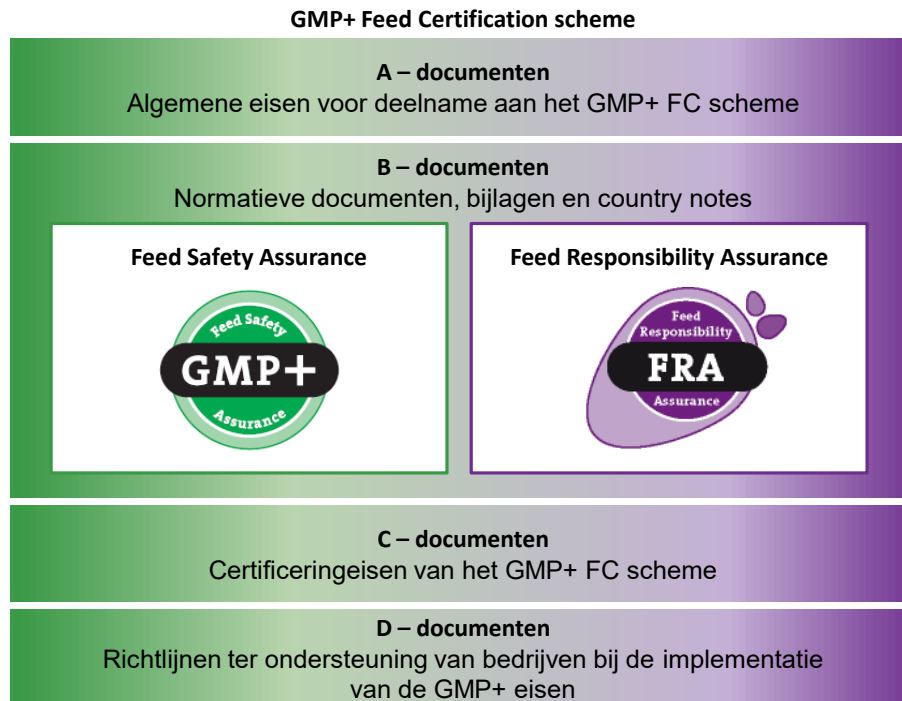 GMP+ Feed Certification scheme
A – documenten
Algemene eisen voor deelname aan het GMP+ FC scheme
B – documenten
Normatieve documenten, bijlagen en country notes
Feed Safety Assurance
Feed Safety
GMP+
Assurance
Feed Responsibility Assurance
Feed
Responsibility
FRA
Assurance
C – documenten
Certificeringeisen van het GMP+ FC scheme
D – documenten
Richtlijnen ter ondersteuning van bedrijven bij de implementatie
van de GMP+ eisen